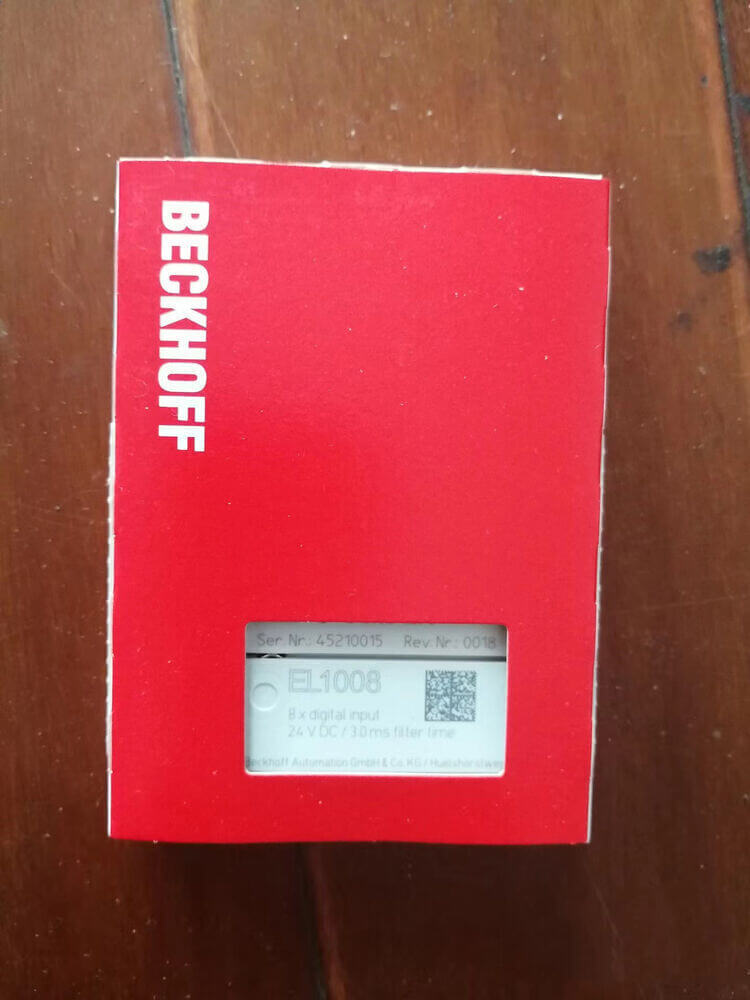 BECKHOFF
Ser. Nr.: 45210015 Rev. Nr.: 0018
EL1008
8 x digital input
24 V DC / 3.0 ms filter time
Beckhoff Automation GmbH & Co. KG / Huelshorstweg